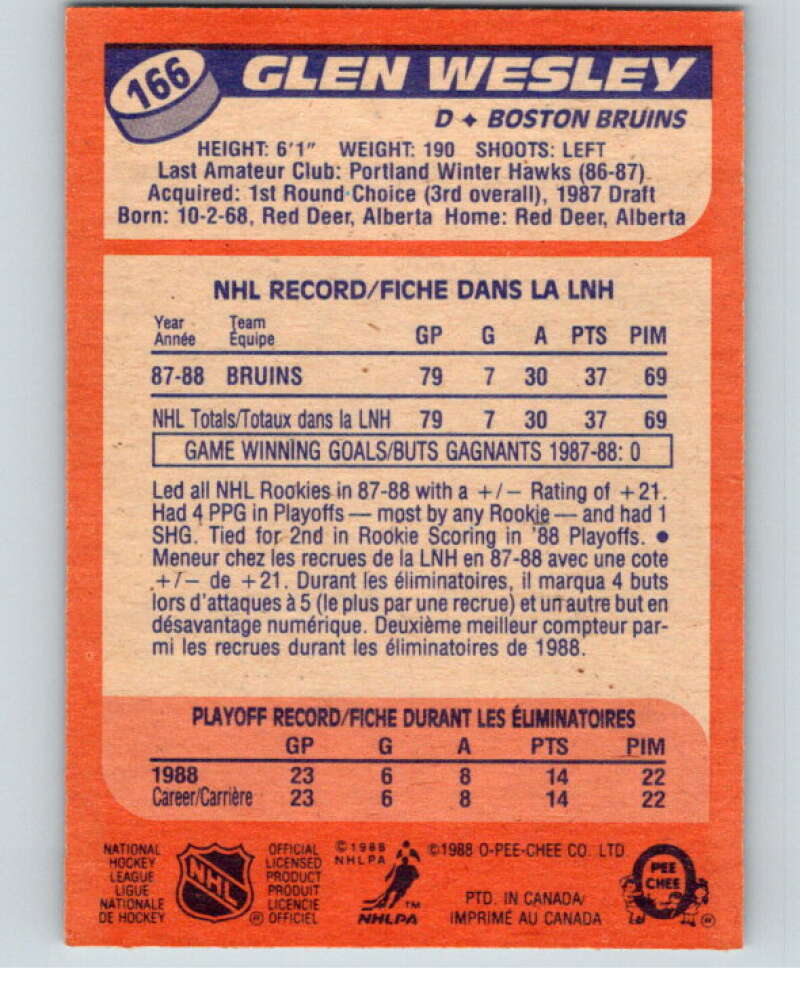 166
GLEN WESLEY
D ✦ BOSTON BRUINS
HEIGHT: 6'1" WEIGHT: 190 SHOOTS: LEFT
Last Amateur Club: Portland Winter Hawks (86-87)
Acquired: 1st Round Choice (3rd overall), 1987 Draft
Born: 10-2-68, Red Deer, Alberta Home: Red Deer, Alberta
NHL RECORD/FICHE DANS LA LNH
Year Team
Année Équipe GP G A PTS PIM
87-88 BRUINS 79 7 30 37 69
NHL Totals/Totaux dans la LNH 79 7 30 37 69
GAME WINNING GOALS/BUTS GAGNANTS 1987-88: 0
Led all NHL Rookies in 87-88 with a +/− Rating of +21.
Had 4 PPG in Playoffs — most by any Rookie — and had 1
SHG. Tied for 2nd in Rookie Scoring in '88 Playoffs. ●
Meneur chez les recrues de la LNH en 87-88 avec une cote
+/− de +21. Durant les éliminatoires, il marqua 4 buts
lors d'attaques à 5 (le plus par une recrue) et un autre but en
désavantage numérique. Deuxième meilleur compteur par-
mi les recrues durant les éliminatoires de 1988.
PLAYOFF RECORD/FICHE DURANT LES ÉLIMINATOIRES
GP G A PTS PIM
1988 23 6 8 14 22
Career/Carrière 23 6 8 14 22
NATIONAL
HOCKEY
LEAGUE
LIGUE
NATIONALE
DE HOCKEY
NHL
®
OFFICIAL
LICENSED
PRODUCT
PRODUIT
LICENCIE
OFFICIEL
©1988
NHLPA
TM
NHLPA
©1988 O-PEE-CHEE CO. LTD.
PTD. IN CANADA/
IMPRIMÉ AU CANADA
PEE
CHEE
®